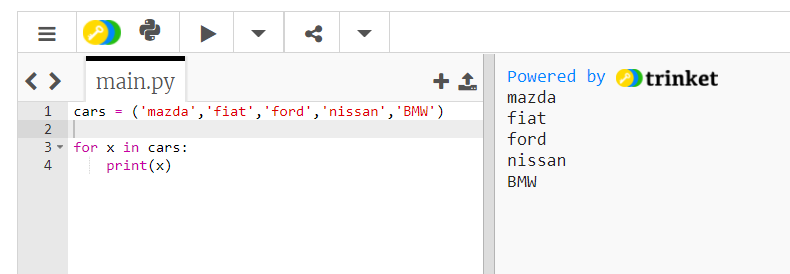 main.py
1 cars = ('mazda','fiat','ford','nissan','BMW')
2
3 for x in cars:
4 print(x)
Powered by trinket
mazda
fiat
ford
nissan
BMW